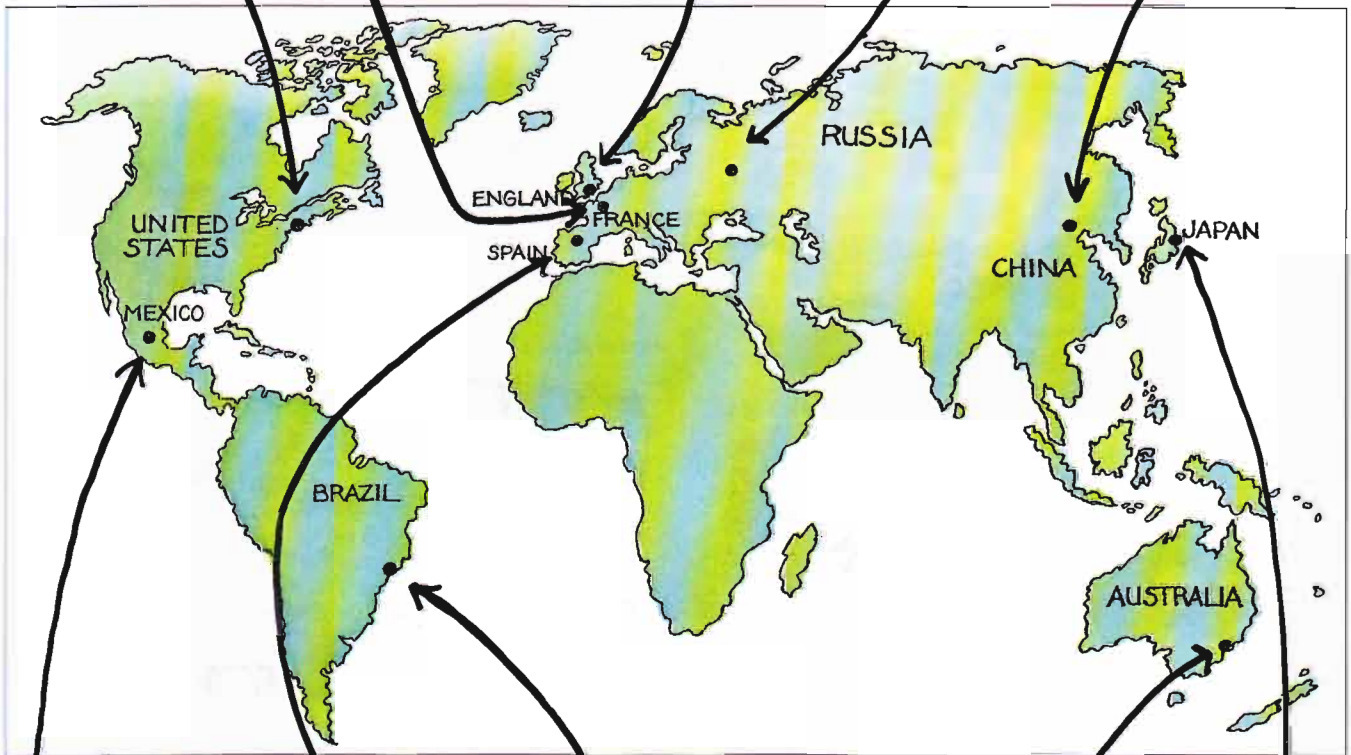 RUSSIA
ENGLAND
UNITED
STATES
FRANCE
SPAIN
JAPAN
CHINA
MEXICO
BRAZIL
AUSTRALIA